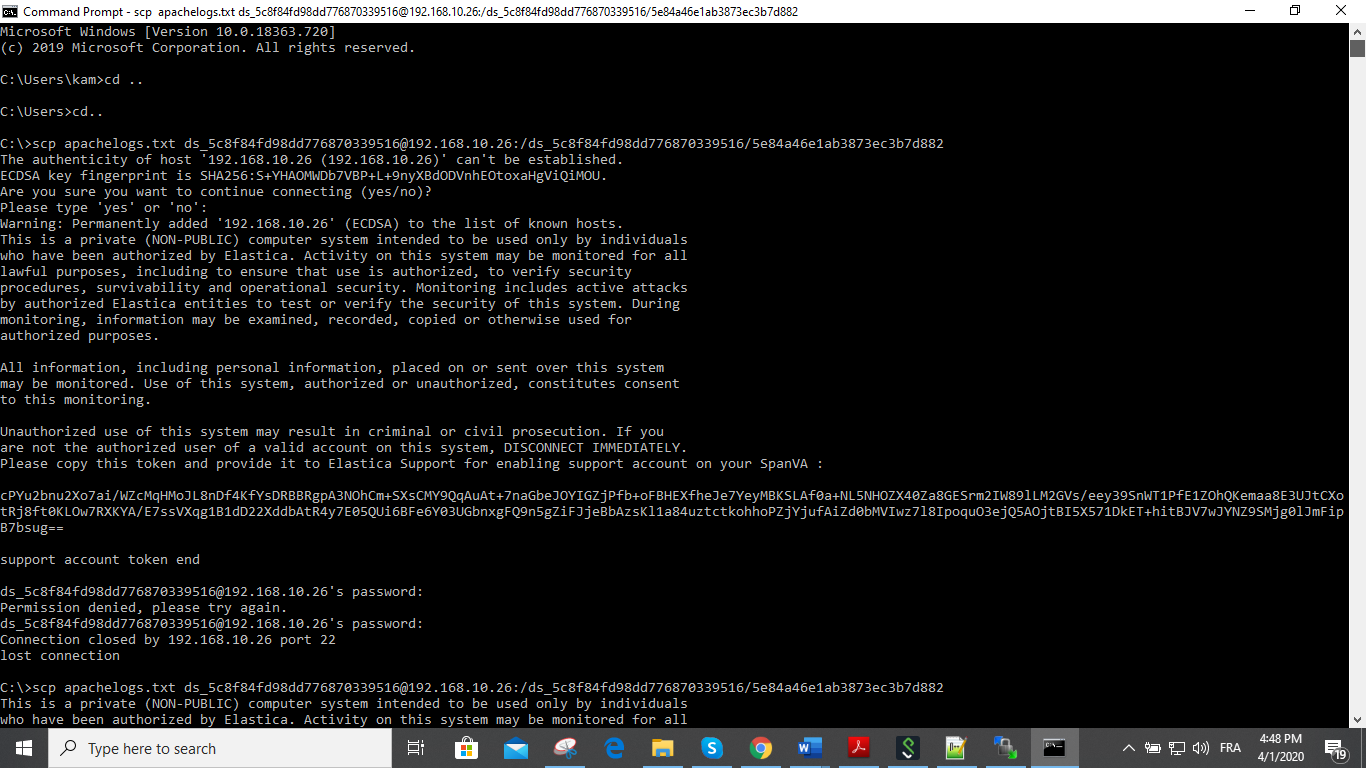 Command Prompt - scp  apachelogs.txt ds_5c8f84fd98dd776870339516@192.168.10.26:/ds_5c8f84fd98dd776870339516/5e84a46e1ab3873ec3b7d882
Microsoft Windows [Version 10.0.18363.720]
(c) 2019 Microsoft Corporation. All rights reserved.
C:\Users\kam>cd ..
C:\Users>cd..
C:\>scp apachelogs.txt ds_5c8f84fd98dd776870339516@192.168.10.26:/ds_5c8f84fd98dd776870339516/5e84a46e1ab3873ec3b7d882
The authenticity of host '192.168.10.26 (192.168.10.26)' can't be established.
ECDSA key fingerprint is SHA256:S+YHAOMWDb7VBP+L+9nyXBdODVnhEOtoxaHgViQiMOU.
Are you sure you want to continue connecting (yes/no)?
Please type 'yes' or 'no':
Warning: Permanently added '192.168.10.26' (ECDSA) to the list of known hosts.
This is a private (NON-PUBLIC) computer system intended to be used only by individuals
who have been authorized by Elastica. Activity on this system may be monitored for all
lawful purposes, including to ensure that use is authorized, to verify security
procedures, survivability and operational security. Monitoring includes active attacks
by authorized Elastica entities to test or verify the security of this system. During
monitoring, information may be examined, recorded, copied or otherwise used for
authorized purposes.
All information, including personal information, placed on or sent over this system
may be monitored. Use of this system, authorized or unauthorized, constitutes consent
to this monitoring.
Unauthorized use of this system may result in criminal or civil prosecution. If you
are not the authorized user of a valid account on this system, DISCONNECT IMMEDIATELY.
Please copy this token and provide it to Elastica Support for enabling support account on your SpanVA :
cPYu2bnu2Xo7ai/WZcMqHMoJL8nDf4KfYsDRBBRgpA3NOhCm+SXsCMY9QqAuAt+7naGbeJOYIGZjPfb+oFBHEXfheJe7YeyMBKSLAf0a+NL5NHOZX40Za8GESrm2IW89lLM2GVs/eey39SnWT1PfE1ZOhQKemaa8E3UJtCXo
tRj8ft0KLOw7RXKYA/E7ssVXqg1B1dD22XddbAtR4y7E05QUi6BFe6Y03UGbnxgFQ9n5gZiFJjeBbAzsKl1a84uztctkohhoPZjYjufAiZd0bMVIwz7l8IpoquO3ejQ5AOjtBI5X571DkET+hitBJV7wJYNZ9SMjg0lJmFip
B7bsug==
support account token end
ds_5c8f84fd98dd776870339516@192.168.10.26's password:
Permission denied, please try again.
ds_5c8f84fd98dd776870339516@192.168.10.26's password:
Connection closed by 192.168.10.26 port 22
lost connection
C:\>scp apachelogs.txt ds_5c8f84fd98dd776870339516@192.168.10.26:/ds_5c8f84fd98dd776870339516/5e84a46e1ab3873ec3b7d882
This is a private (NON-PUBLIC) computer system intended to be used only by individuals
who have been authorized by Elastica. Activity on this system may be monitored for all
Type here to search
FRA
4:48 PM
4/1/2020
19